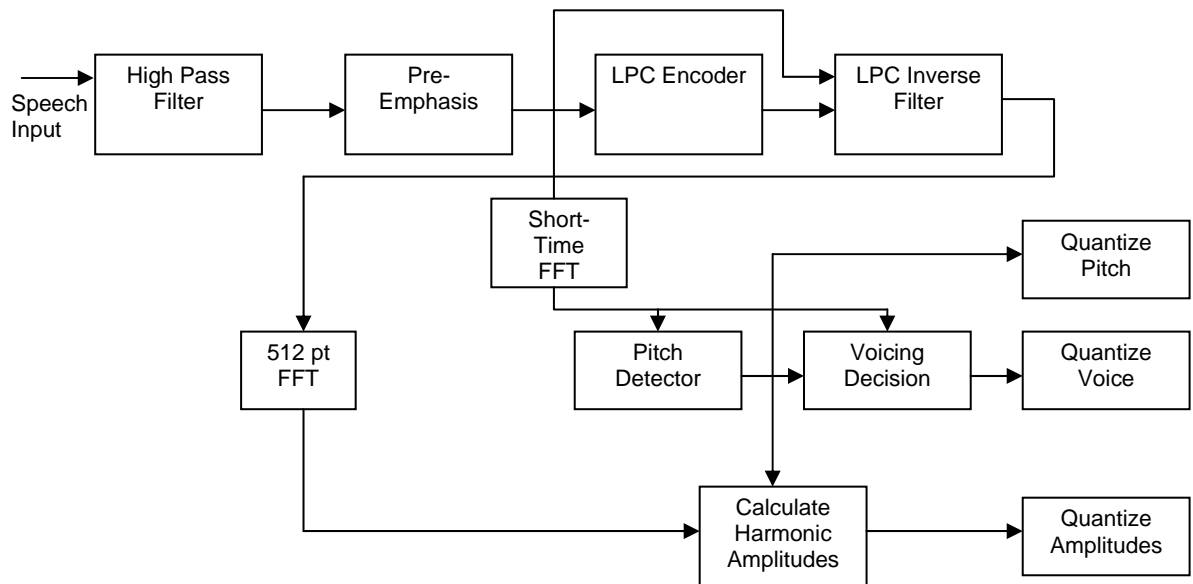 Speech
Input
High Pass
Filter
Pre-
Emphasis
LPC Encoder
LPC Inverse
Filter
Short-
Time
FFT
Quantize
Pitch
512 pt
FFT
Pitch
Detector
Voicing
Decision
Quantize
Voice
Calculate
Harmonic
Amplitudes
Quantize
Amplitudes